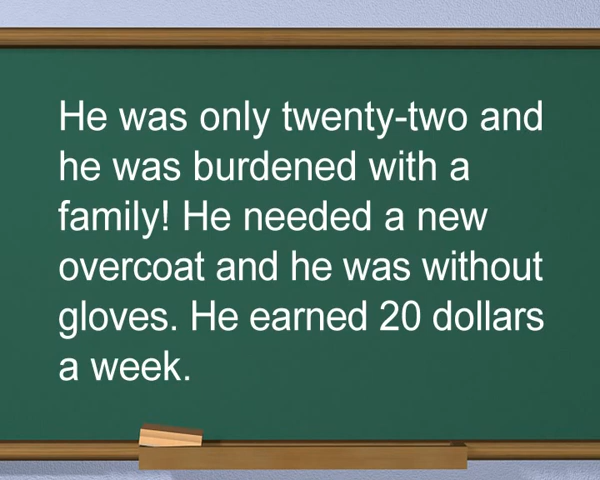 He was only twenty-two and
he was burdened with a
family! He needed a new
overcoat and he was without
gloves. He earned 20 dollars
a week.